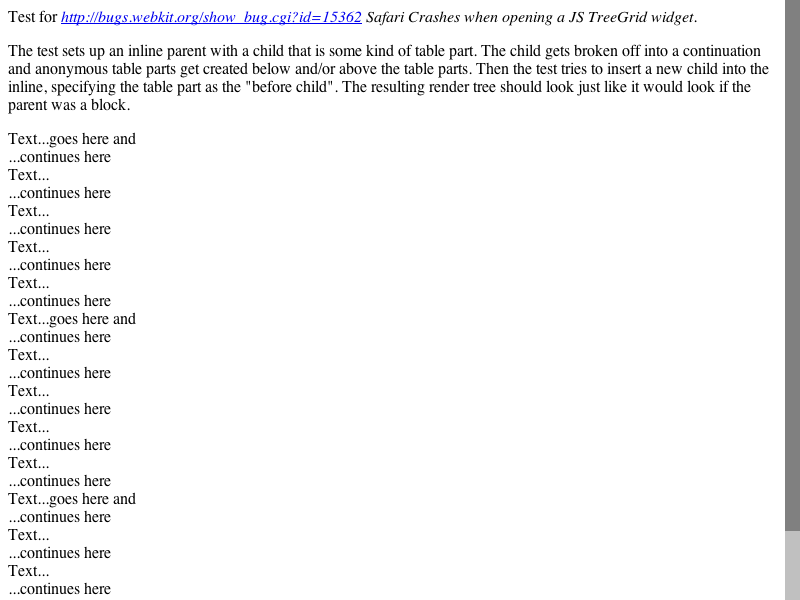 Test for http://bugs.webkit.org/show_bug.cgi?id=15362 Safari Crashes when opening a JS TreeGrid widget.
The test sets up an inline parent with a child that is some kind of table part. The child gets broken off into a continuation
and anonymous table parts get created below and/or above the table parts. Then the test tries to insert a new child into the
inline, specifying the table part as the "before child". The resulting render tree should look just like it would look if the
parent was a block.
Text...goes here and
...continues here
Text...
...continues here
Text...
...continues here
Text...
...continues here
Text...
...continues here
Text...goes here and
...continues here
Text...
...continues here
Text...
...continues here
Text...
...continues here
Text...
...continues here
Text...goes here and
...continues here
Text...
...continues here
Text...
...continues here